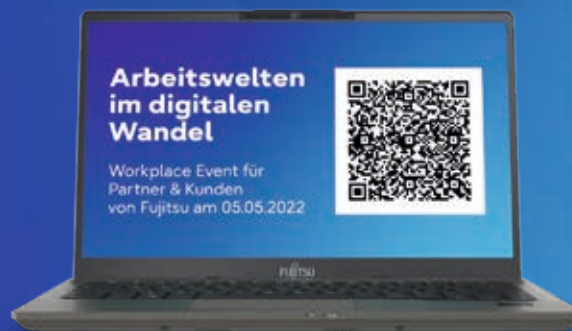 Arbeitswelten
im digitalen
Wandel
Workplace Event für
Partner & Kunden
von Fujitsu am 05.05.2022
FUJITSU